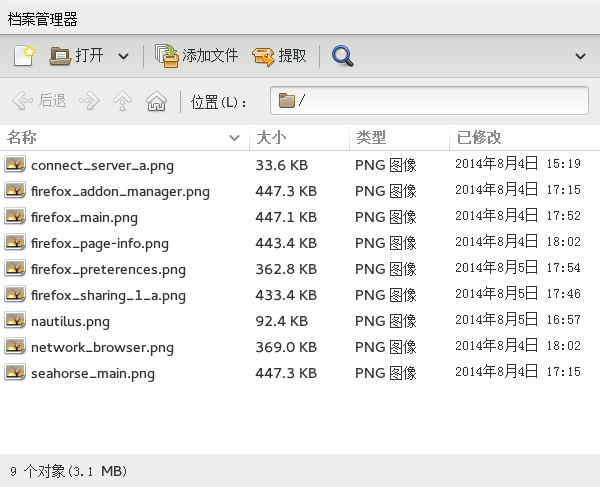 档案管理器
打开 添加文件 提取
后退 位置(L): /
名称 大小 类型 已修改
connect_server_a.png 33.6 KB PNG 图像 2014年8月4日 15:19
firefox_addon_manager.png 447.3 KB PNG 图像 2014年8月4日 17:15
firefox_main.png 447.1 KB PNG 图像 2014年8月4日 17:52
firefox_page-info.png 443.4 KB PNG 图像 2014年8月4日 18:02
firefox_preterences.png 362.8 KB PNG 图像 2014年8月5日 17:54
firefox_sharing_1_a.png 433.4 KB PNG 图像 2014年8月5日 17:46
nautilus.png 92.4 KB PNG 图像 2014年8月5日 16:57
network_browser.png 369.0 KB PNG 图像 2014年8月4日 18:02
seahorse_main.png 447.3 KB PNG 图像 2014年8月4日 17:15
9 个对象(3.1 MB)